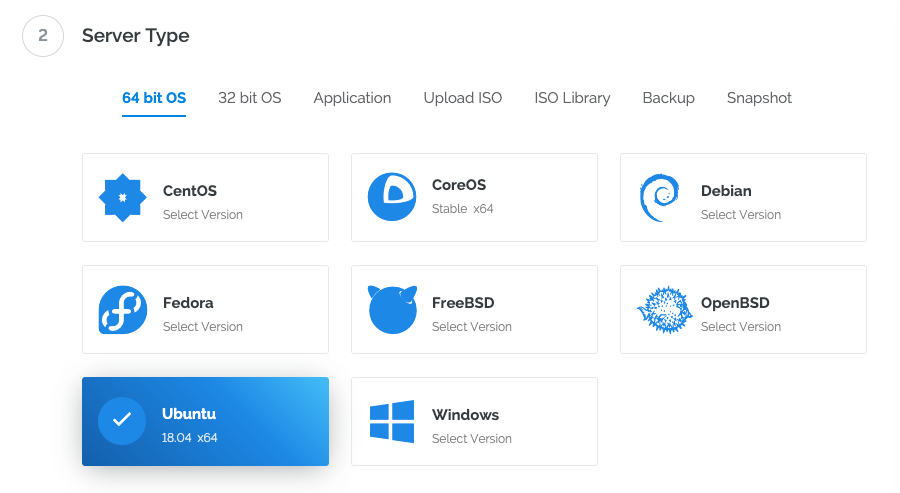 2 Server Type
64 bit OS 32 bit OS Application Upload ISO ISO Library Backup Snapshot
CentOS
Select Version
CoreOS
Stable x64
Debian
Select Version
Fedora
Select Version
FreeBSD
Select Version
OpenBSD
Select Version
Ubuntu
18.04 x64
Windows
Select Version